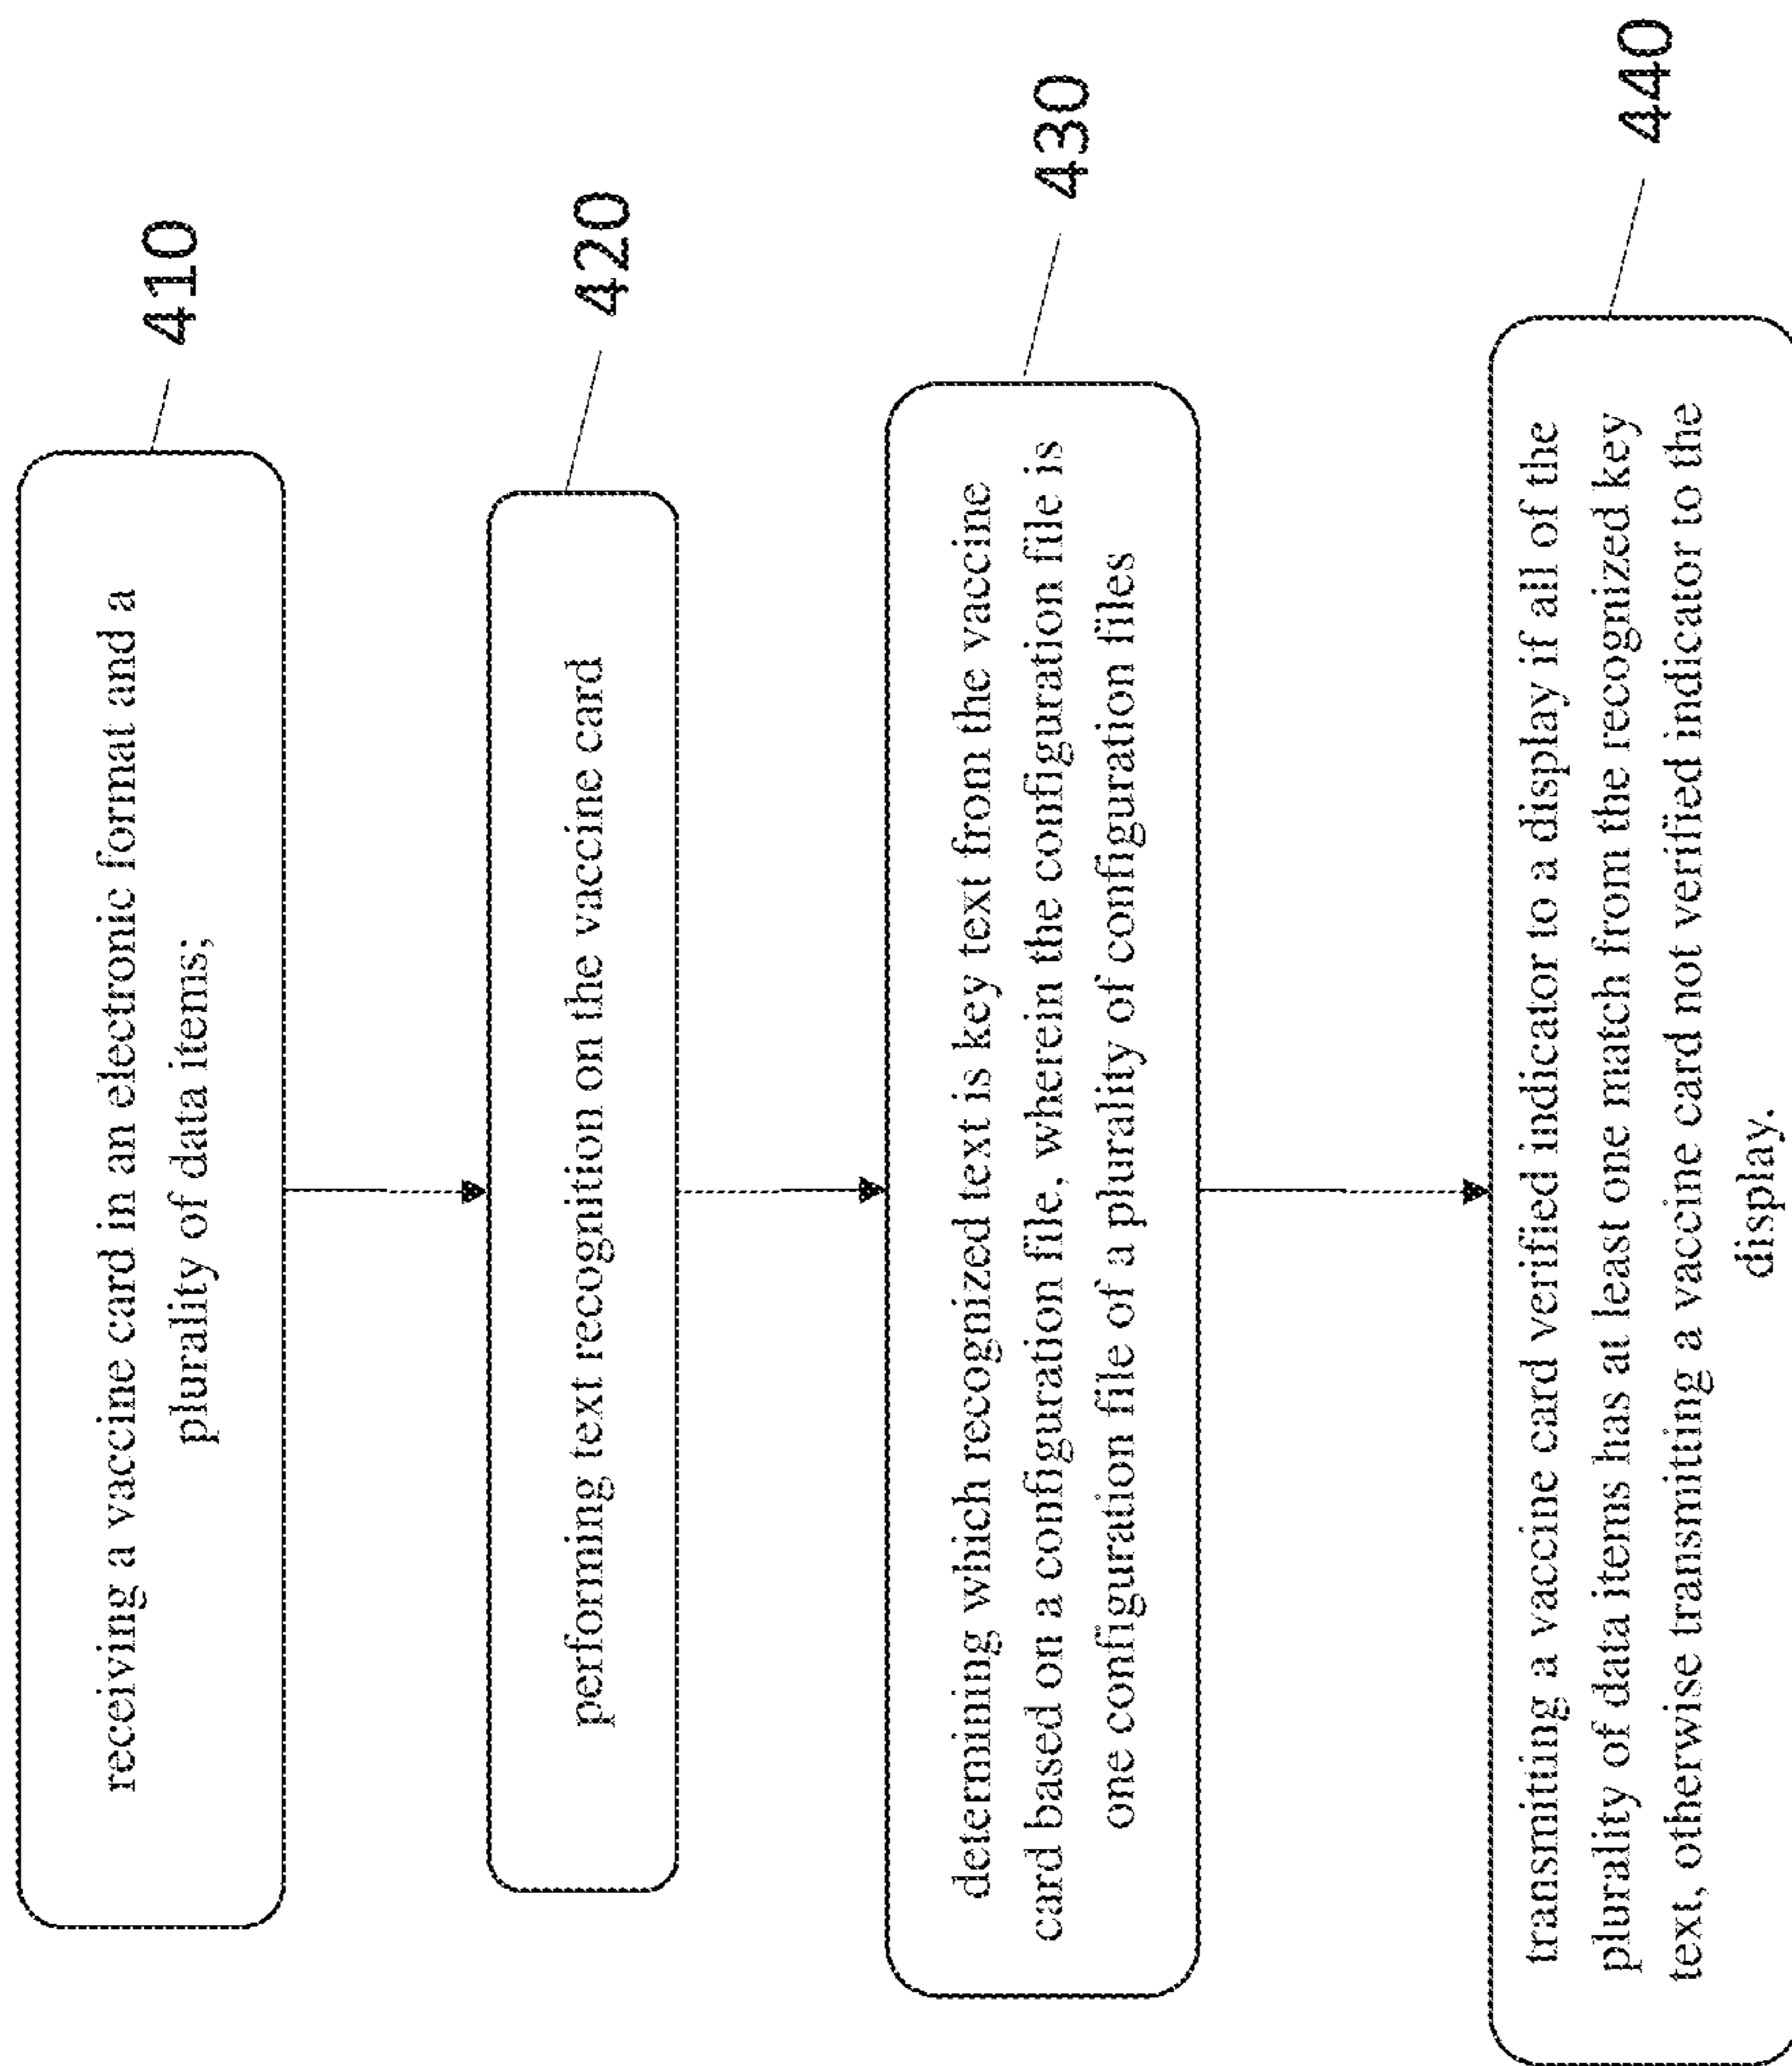 receiving a vaccine card in an electronic format and a
plurality of data items;
410
performing text recognition on the vaccine card
420
determining which recognized text is key text from the vaccine
card based on a configuration file, wherein the configuration file is
one configuration file of a plurality of configuration files
430
transmitting a vaccine card verified indicator to a display if all of the
plurality of data items has at least one match from the recognized key
text, otherwise transmitting a vaccine card not verified indicator to the
display.
440